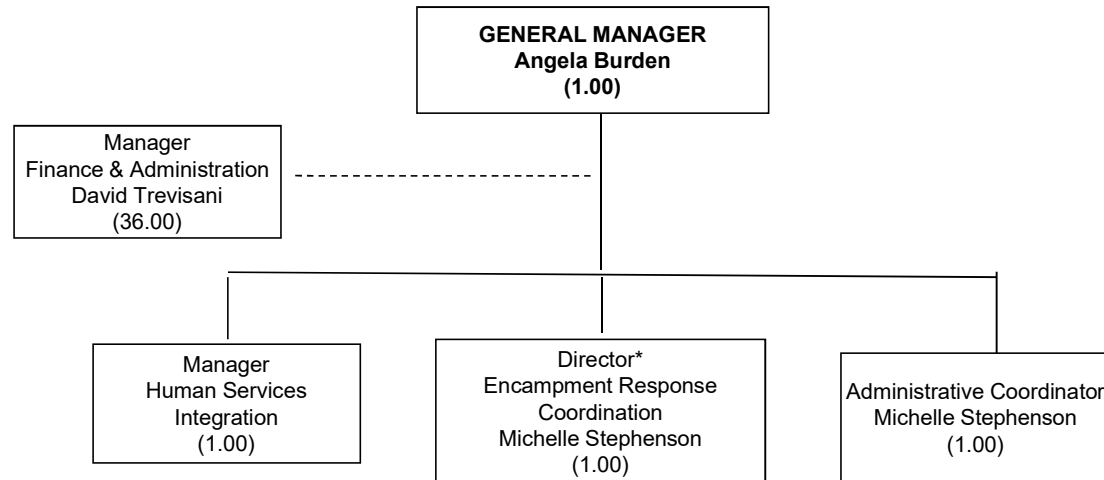 GENERAL MANAGER
Angela Burden
(1.00)
Manager
Finance & Administration
David Trevisani
(36.00)
Manager
Human Services
Integration
(1.00)
Director*
Encampment Response
Coordination
Michelle Stephenson
(1.00)
Administrative Coordinator
Michelle Stephenson
(1.00)